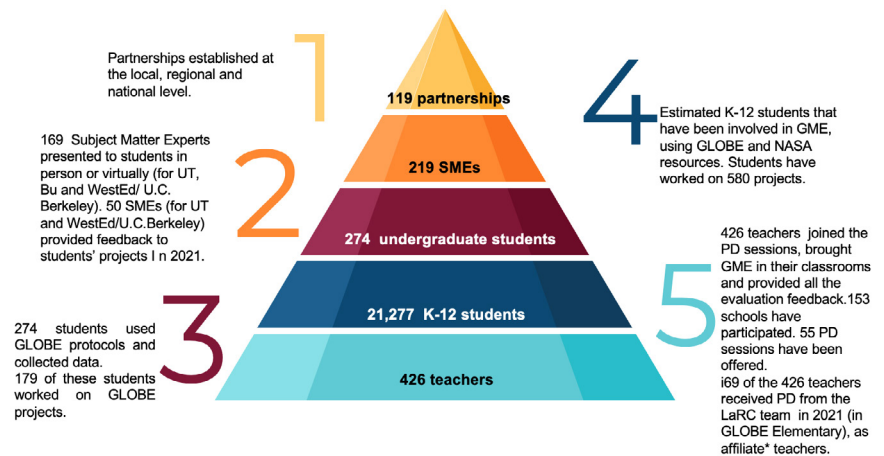 1
Partnerships established at
the local, regional and
national level.
2
169 Subject Matter Experts
presented to students in
person or virtually (for UT,
Bu and WestEd/ U.C.
Berkeley). 50 SMEs (for UT
and WestEd/U.C.Berkeley)
provided feedback to
students' projects I n 2021.
3
274 students used
GLOBE protocols and
collected data.
179 of these students
worked on GLOBE
projects.
119 partnerships
219 SMEs
274 undergraduate students
21,277 K-12 students
426 teachers
4
Estimated K-12 students that
have been involved in GME,
using GLOBE and NASA
resources. Students have
worked on 580 projects.
5
426 teachers joined the
PD sessions, brought
GME in their classrooms
and provided all the
evaluation feedback.153
schools have
participated. 55 PD
sessions have been
offered.
i69 of the 426 teachers
received PD from the
LaRC team in 2021 (in
GLOBE Elementary), as
affiliate* teachers.